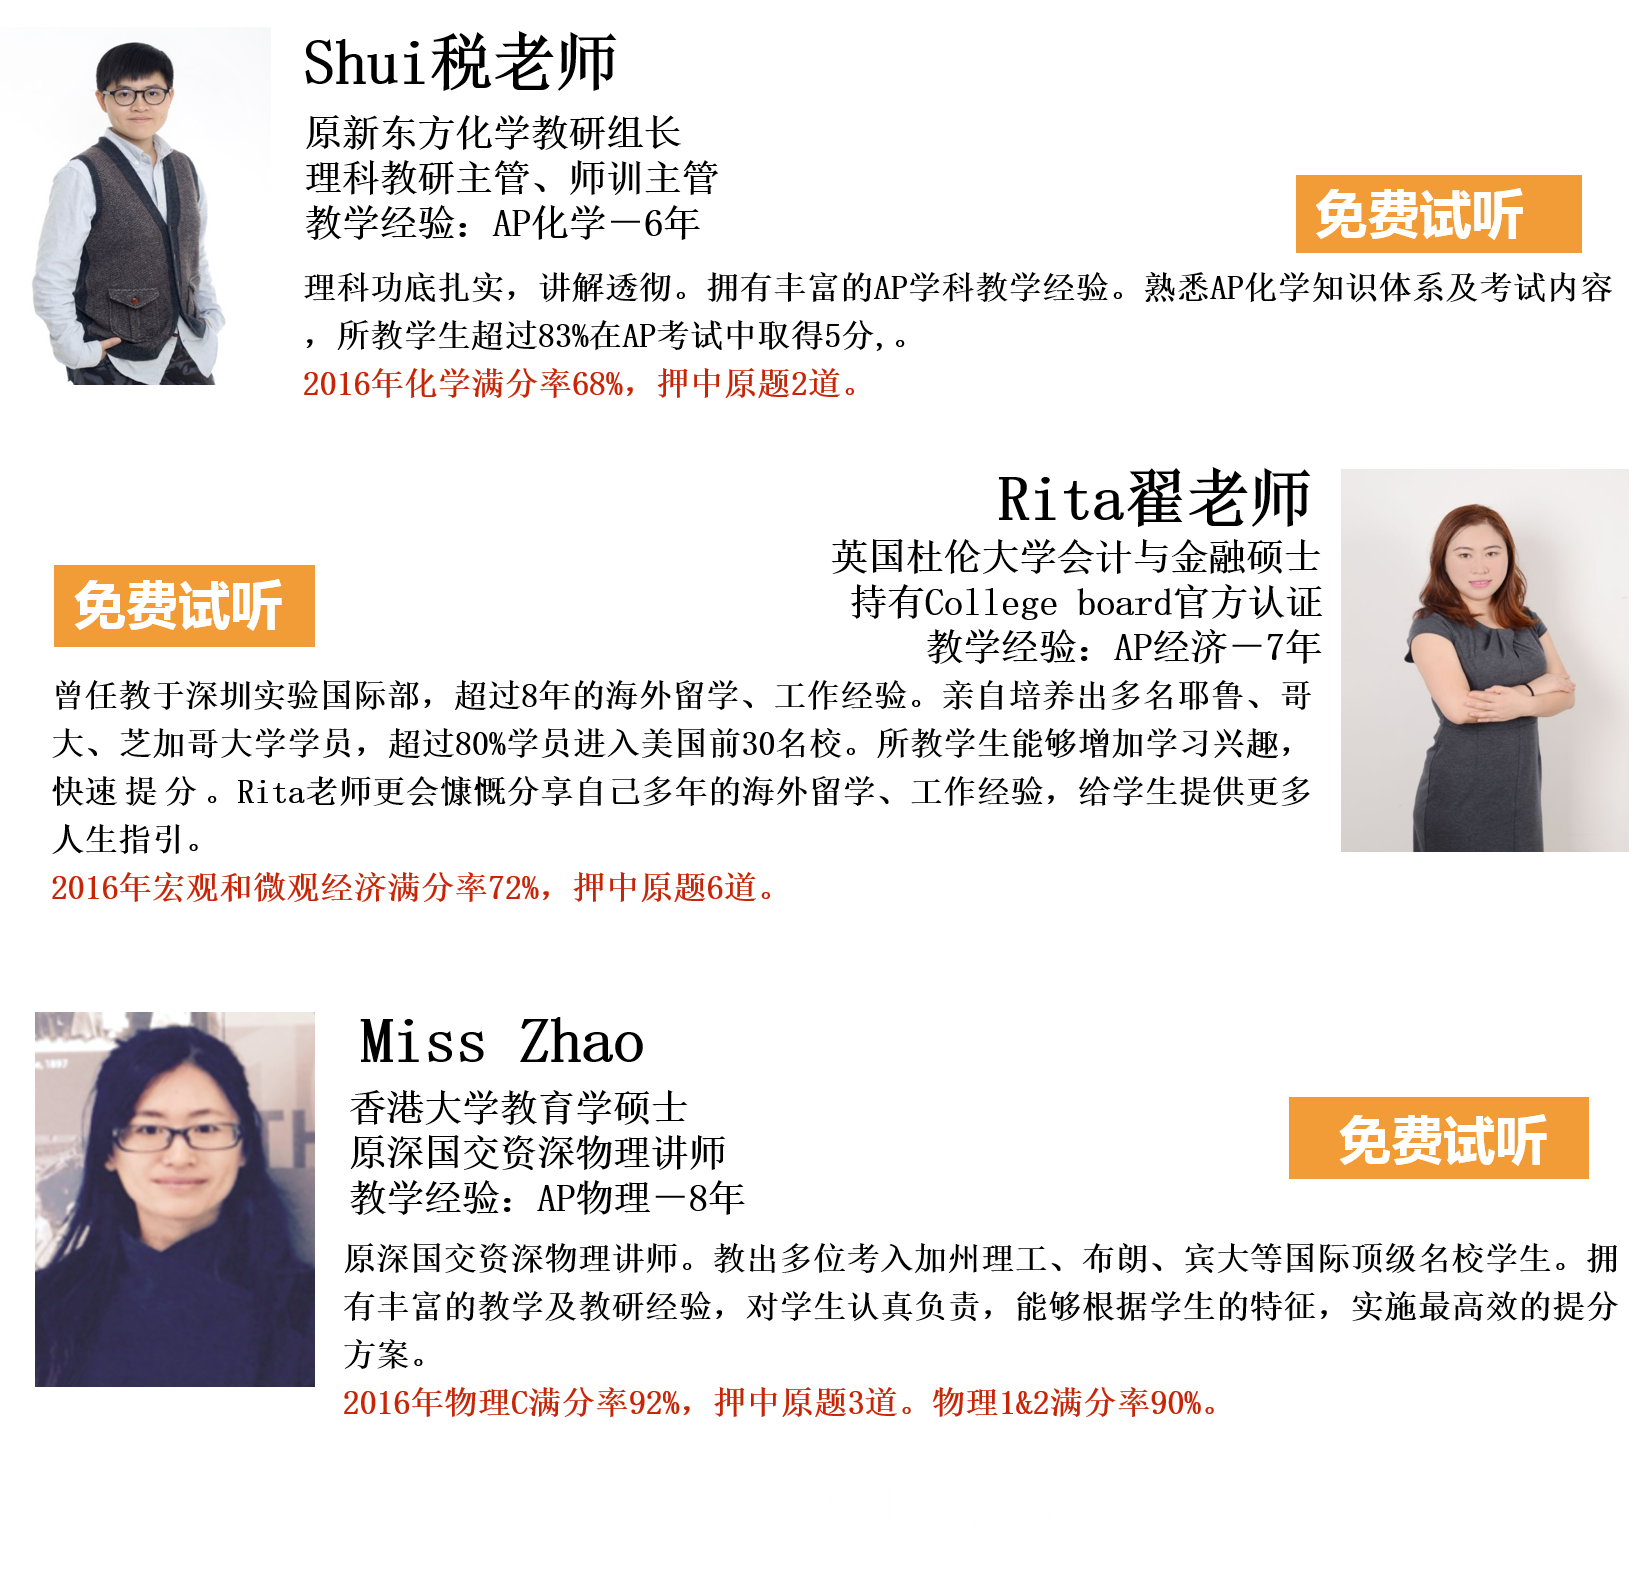 Shui税老师
原新东方化学教研组长
理科教研主管、师训主管
教学经验：AP化学－6年
免费试听
理科功底扎实，讲解透彻。拥有丰富的AP学科教学经验。熟悉AP化学知识体系及考试内容
，所教学生超过83%在AP考试中取得5分,。
2016年化学满分率68%，押中原题2道。
Rita翟老师
英国杜伦大学会计与金融硕士
持有College board官方认证
教学经验：AP经济－7年
免费试听
曾任教于深圳实验国际部，超过8年的海外留学、工作经验。亲自培养出多名耶鲁、哥
大、芝加哥大学学员，超过80%学员进入美国前30名校。所教学生能够增加学习兴趣，
快速 提 分 。Rita老师更会慷慨分享自己多年的海外留学、工作经验，给学生提供更多
人生指引。
2016年宏观和微观经济满分率72%，押中原题6道。
e, 1897
TH
Miss Zhao
香港大学教育学硕士
原深国交资深物理讲师
教学经验：AP物理－8年
免费试听
原深国交资深物理讲师。教出多位考入加州理工、布朗、宾大等国际顶级名校学生。拥
有丰富的教学及教研经验，对学生认真负责，能够根据学生的特征，实施最高效的提分
方案。
2016年物理C满分率92%，押中原题3道。物理1&2满分率90%。